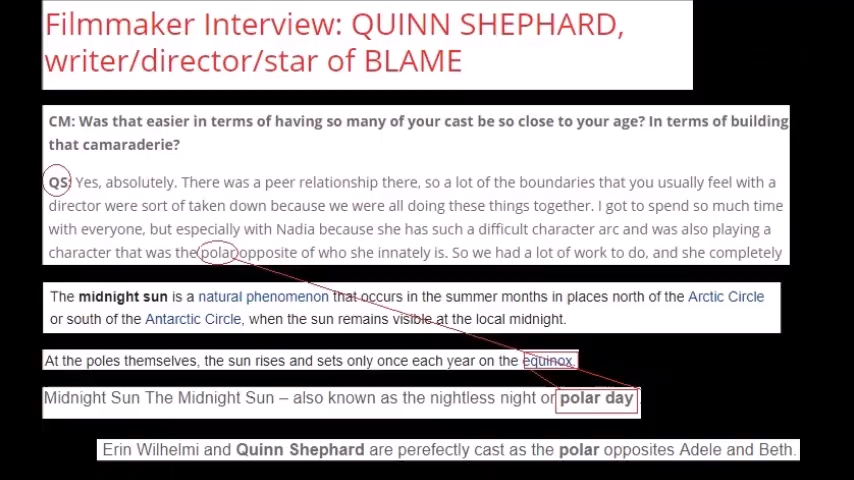 Filmmaker Interview: QUINN SHEPHARD,
writer/director/star of BLAME
CM: Was that easier in terms of having so many of your cast be so close to your age? In terms of building
that camaraderie?
QS: Yes, absolutely. There was a peer relationship there, so a lot of the boundaries that you usually feel with a
director were sort of taken down because we were all doing these things together. I got to spend so much time
with everyone, but especially with Nadia because she has such a difficult character arc and was also playing a
character that was the polar opposite of who she innately is. So we had a lot of work to do, and she completely
The midnight sun is a natural phenomenon that occurs in the summer months in places north of the Arctic Circle
or south of the Antarctic Circle, when the sun remains visible at the local midnight.
At the poles themselves, the sun rises and sets only once each year on the equinox.
Midnight Sun The Midnight Sun – also known as the nightless night or polar day
Erin Wilhelmi and Quinn Shephard are perefectly cast as the polar opposites Adele and Beth.